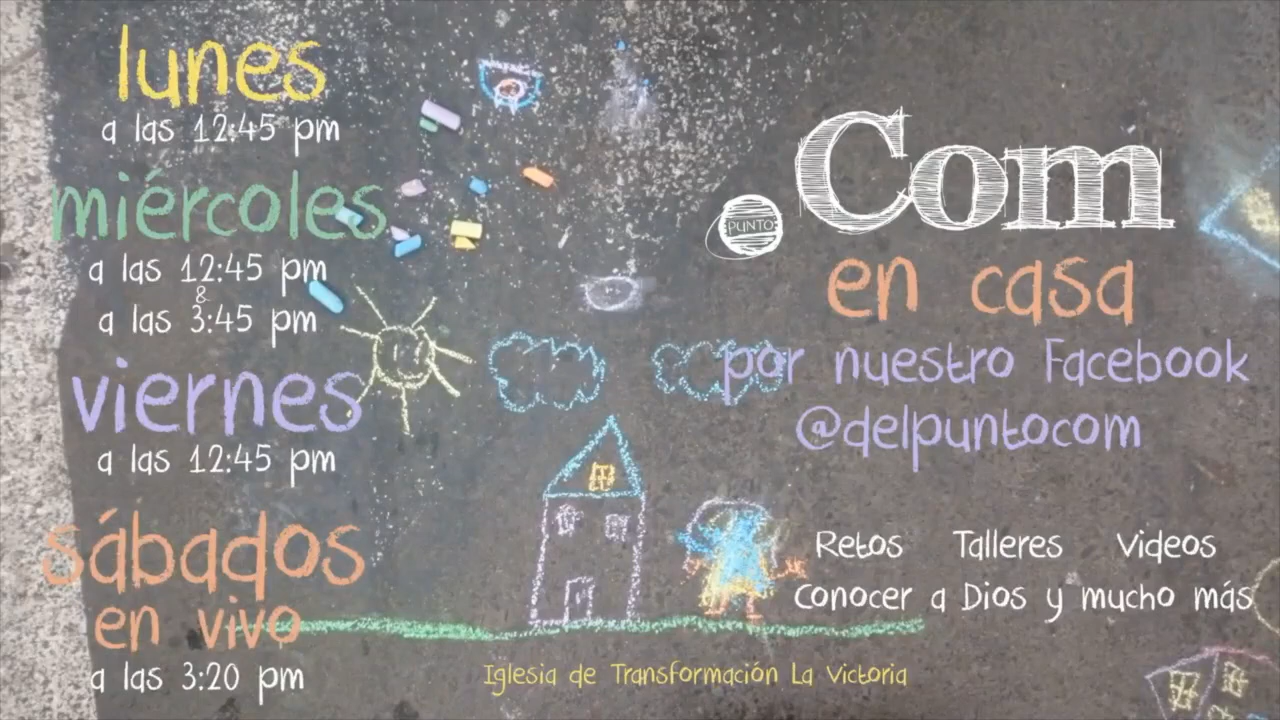 lunes
a las 12:45 pm
miércoles
a las 12:45 pm
&
a las 3:45 pm
viernes
a las 12:45 pm
sábados
en vivo
a las 3:20 pm
PUNTO
.Com
en casa
por nuestro Facebook
@delpuntocom
Retos Talleres Videos
Conocer a Dios y mucho más
Iglesia de Transformación La Victoria